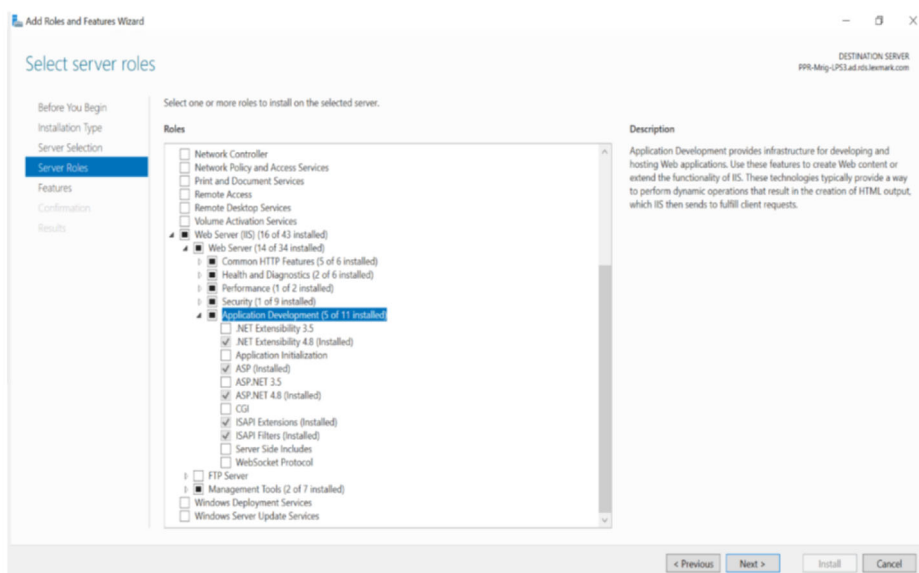 Add Roles and Features Wizard
Select server roles
DESTINATION SERVER
PPR-Mnig-LPS3.ad.rds.lexmark.com
Before You Begin
Installation Type
Server Selection
Server Roles
Features
Confirmation
Results
Select one or more roles to install on the selected server.
Roles
Network Controller
Network Policy and Access Services
Print and Document Services
Remote Access
Remote Desktop Services
Volume Activation Services
Web Server (IIS) (16 of 43 installed)
Web Server (14 of 34 installed)
Common HTTP Features (5 of 6 installed)
Health and Diagnostics (2 of 6 installed)
Performance (1 of 2 installed)
Security (1 of 9 installed)
Application Development (5 of 11 installed)
.NET Extensibility 3.5
.NET Extensibility 4.8 (Installed)
Application Initialization
ASP (Installed)
ASP.NET 3.5
ASP.NET 4.8 (Installed)
CGI
ISAPI Extensions (Installed)
ISAPI Filters (Installed)
Server Side Includes
WebSocket Protocol
FTP Server
Management Tools (2 of 7 installed)
Windows Deployment Services
Windows Server Update Services
Description
Application Development provides infrastructure for developing and
hosting Web applications. Use these features to create Web content or
extend the functionality of IIS. These technologies typically provide a way
to perform dynamic operations that result in the creation of HTML output,
which IIS then sends to fulfill client requests.
< Previous
Next >
Install
Cancel